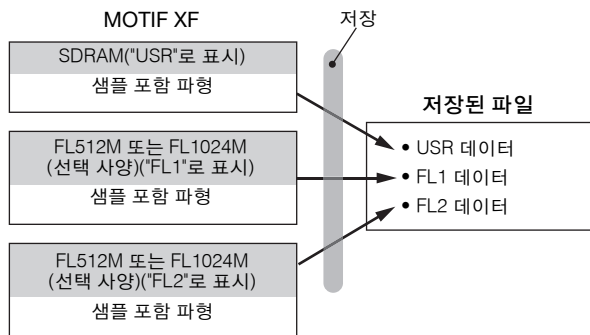 MOTIF XF
저장
SDRAM("USR"로 표시)
샘플 포함 파형
FL512M 또는 FL1024M
(선택 사양)("FL1"로 표시)
샘플 포함 파형
FL512M 또는 FL1024M
(선택 사양)("FL2"로 표시)
샘플 포함 파형
저장된 파일
• USR 데이터
• FL1 데이터
• FL2 데이터